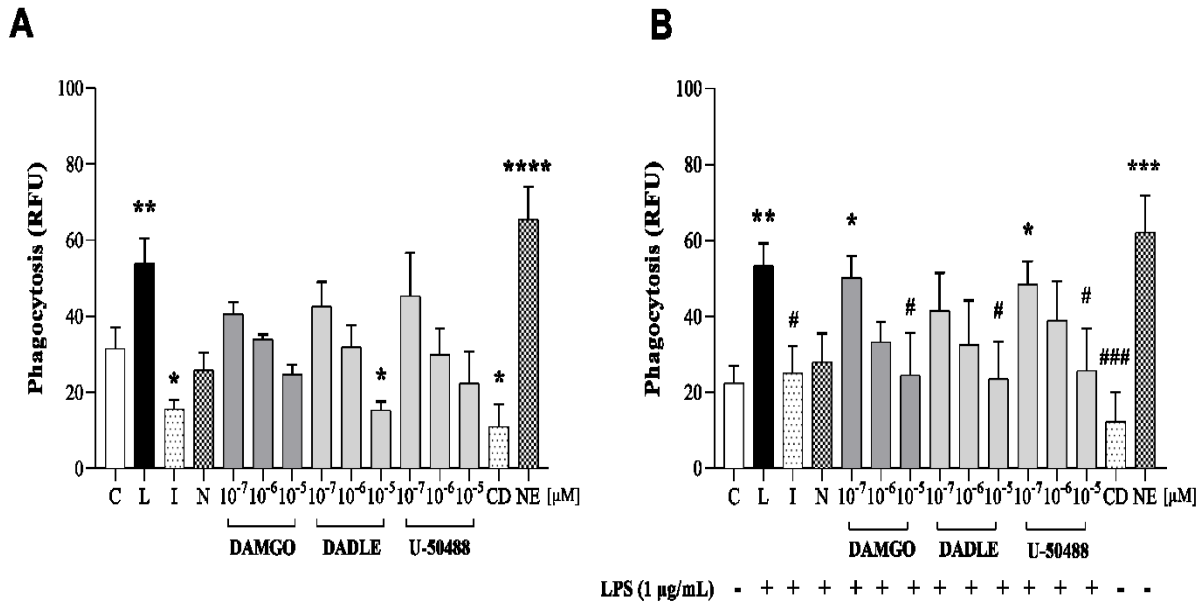 A
Phagocytosis (RFU)
100
80
60
40
20
0
**
*
*
*
****
C L I N 10⁻⁷ 10⁻⁶ 10⁻⁵ 10⁻⁷ 10⁻⁶ 10⁻⁵ 10⁻⁷ 10⁻⁶ 10⁻⁵ CD NE [µM]
DAMGO DADLE U-50488
B
Phagocytosis (RFU)
100
80
60
40
20
0
**
#
*
#
#
*
#
###
***
C L I N 10⁻⁷ 10⁻⁶ 10⁻⁵ 10⁻⁷ 10⁻⁶ 10⁻⁵ 10⁻⁷ 10⁻⁶ 10⁻⁵ CD NE [µM]
DAMGO DADLE U-50488
LPS (1 µg/mL) - + + + + + + + + + + + + - -